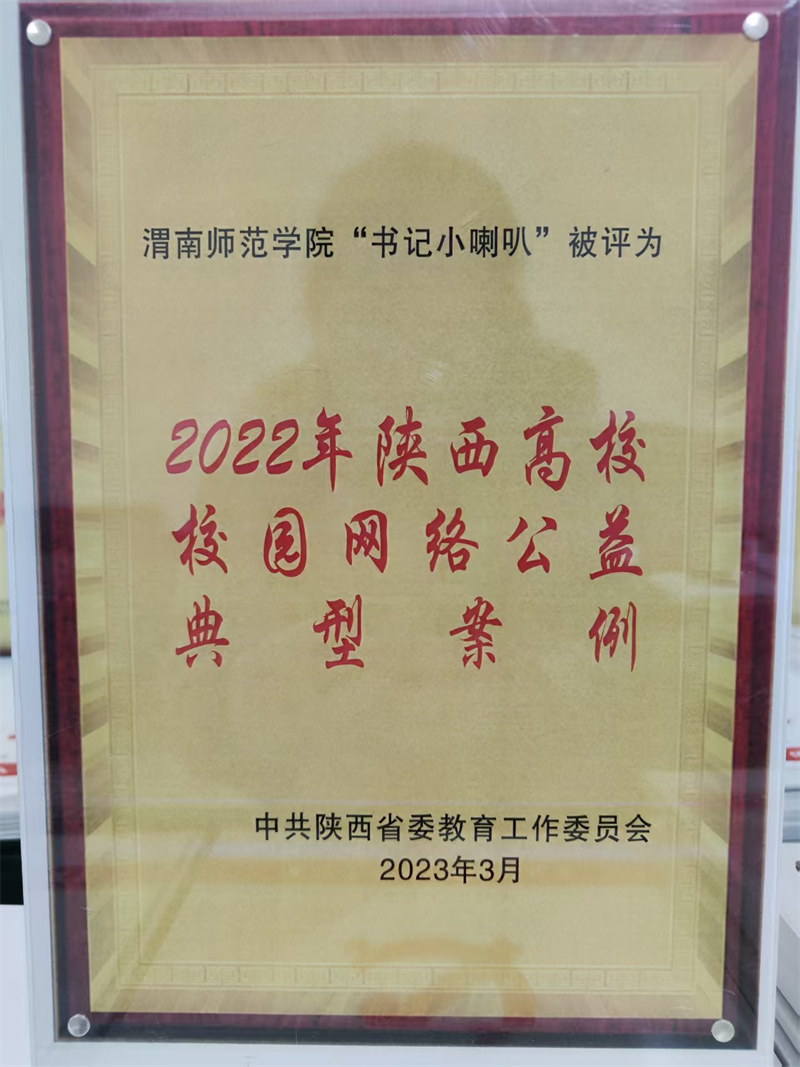 渭南师范学院“书记小喇叭”被评为
2022年陕西高校
校园网络公益
典型案例
中共陕西省委教育工作委员会
2023年3月